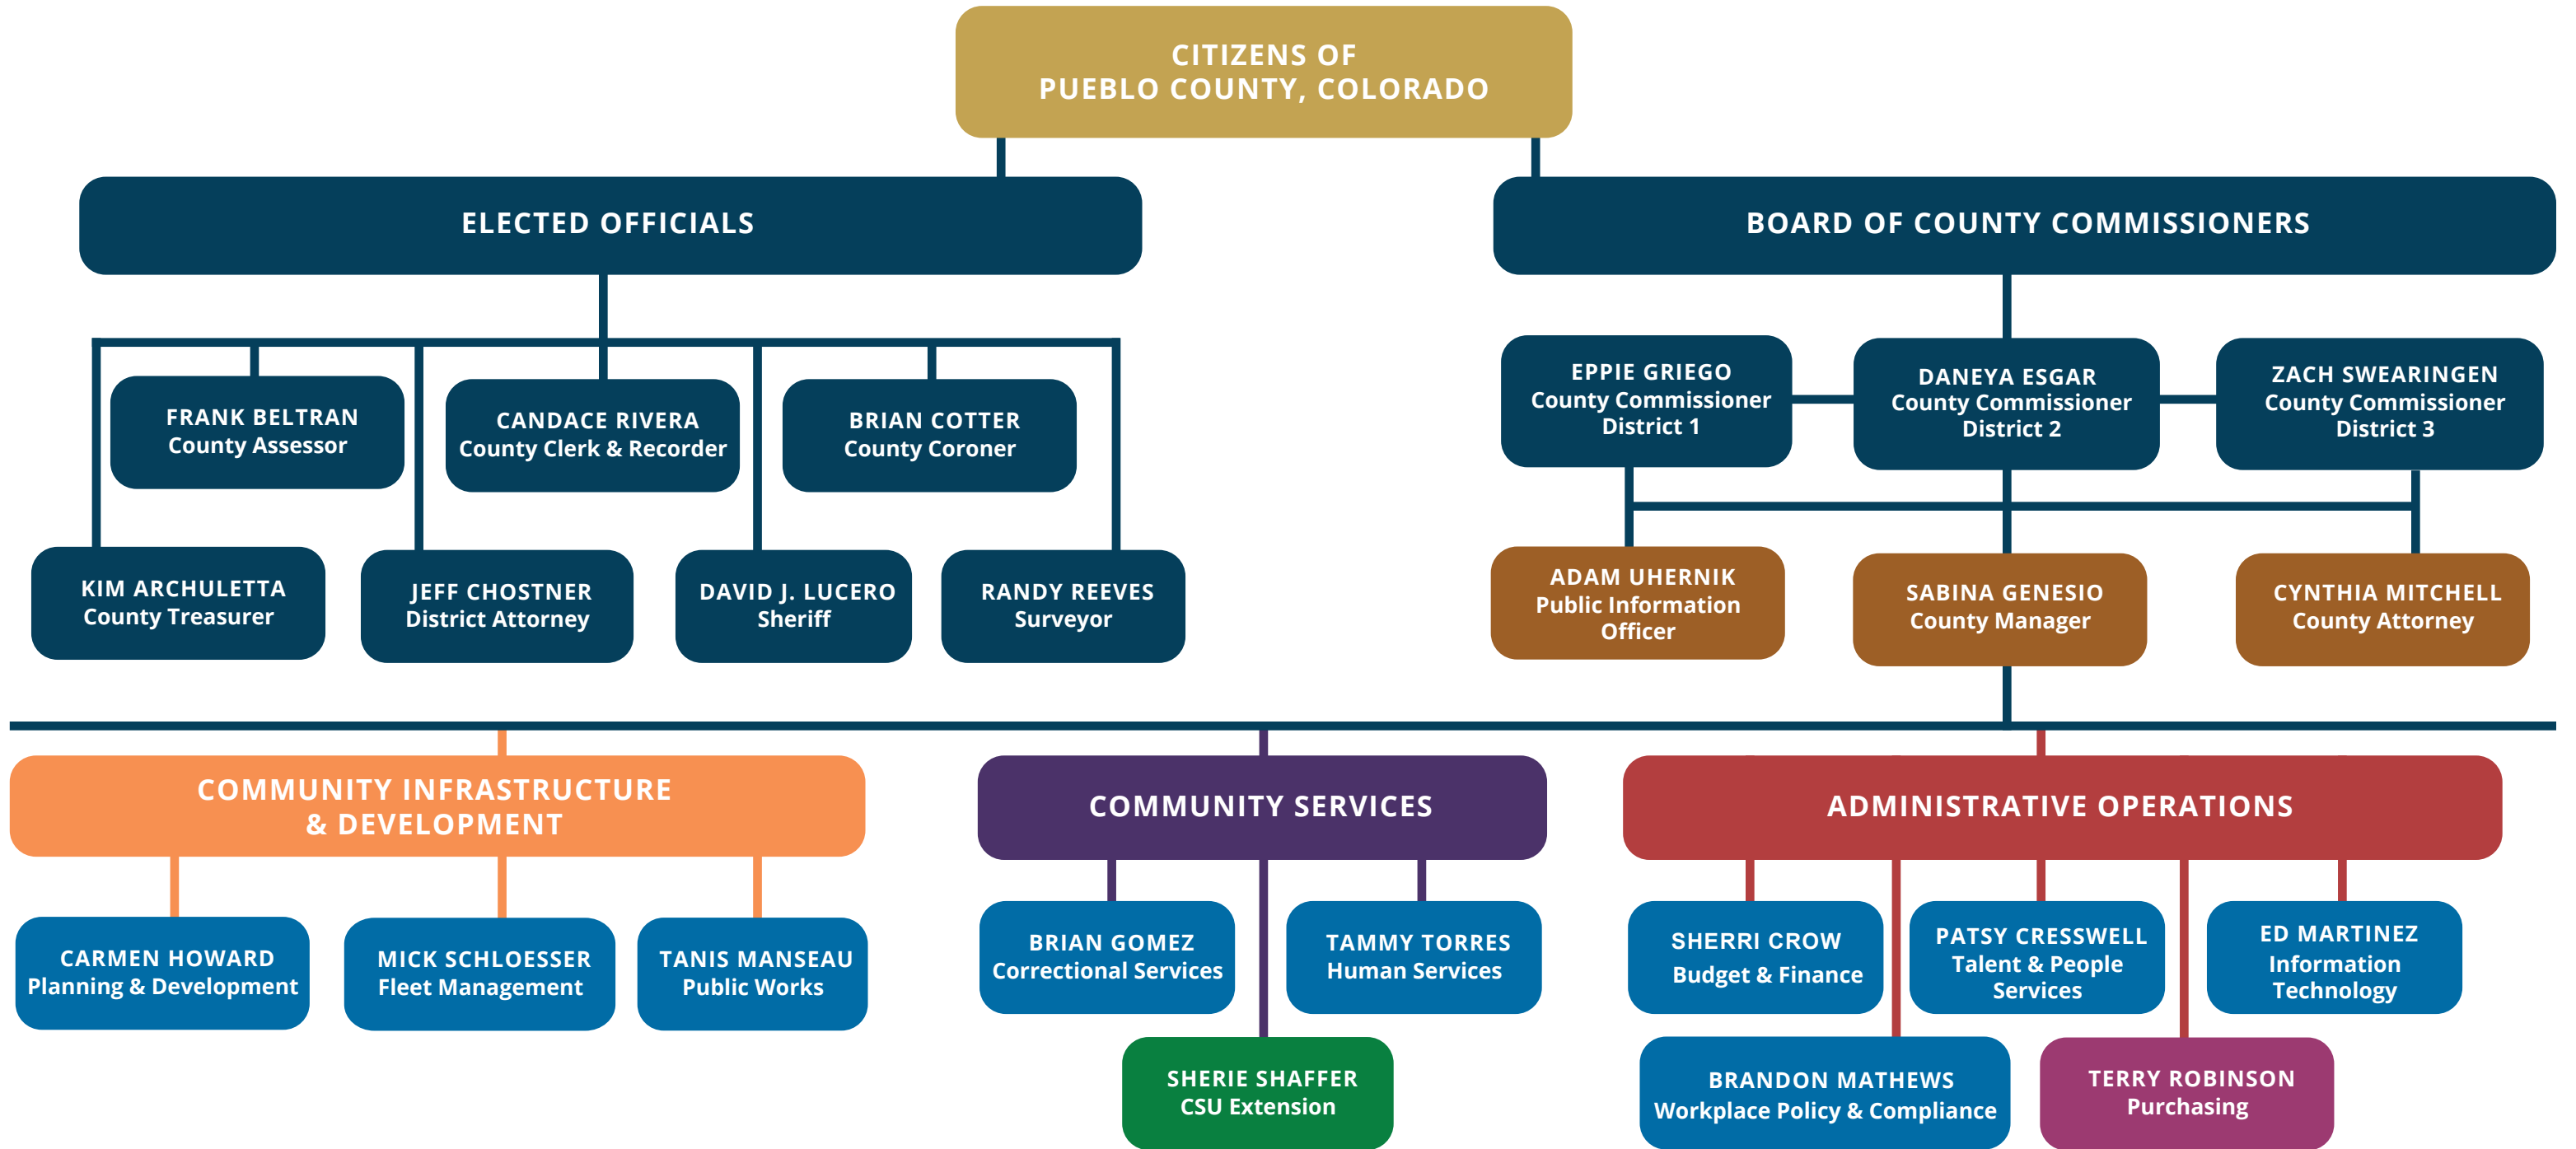 CITIZENS OF
PUEBLO COUNTY, COLORADO
ELECTED OFFICIALS
BOARD OF COUNTY COMMISSIONERS
FRANK BELTRAN
County Assessor
CANDACE RIVERA
County Clerk & Recorder
BRIAN COTTER
County Coroner
KIM ARCHULETTA
County Treasurer
JEFF CHOSTNER
District Attorney
DAVID J. LUCERO
Sheriff
RANDY REEVES
Surveyor
EPPIE GRIEGO
County Commissioner
District 1
DANEYA ESGAR
County Commissioner
District 2
ZACH SWEARINGEN
County Commissioner
District 3
ADAM UHERNIK
Public Information
Officer
SABINA GENESIO
County Manager
CYNTHIA MITCHELL
County Attorney
COMMUNITY INFRASTRUCTURE
& DEVELOPMENT
CARMEN HOWARD
Planning & Development
MICK SCHLOESSER
Fleet Management
TANIS MANSEAU
Public Works
COMMUNITY SERVICES
BRIAN GOMEZ
Correctional Services
TAMMY TORRES
Human Services
SHERIE SHAFFER
CSU Extension
ADMINISTRATIVE OPERATIONS
SHERRI CROW
Budget & Finance
PATSY CRESSWELL
Talent & People
Services
ED MARTINEZ
Information
Technology
BRANDON MATHEWS
Workplace Policy & Compliance
TERRY ROBINSON
Purchasing